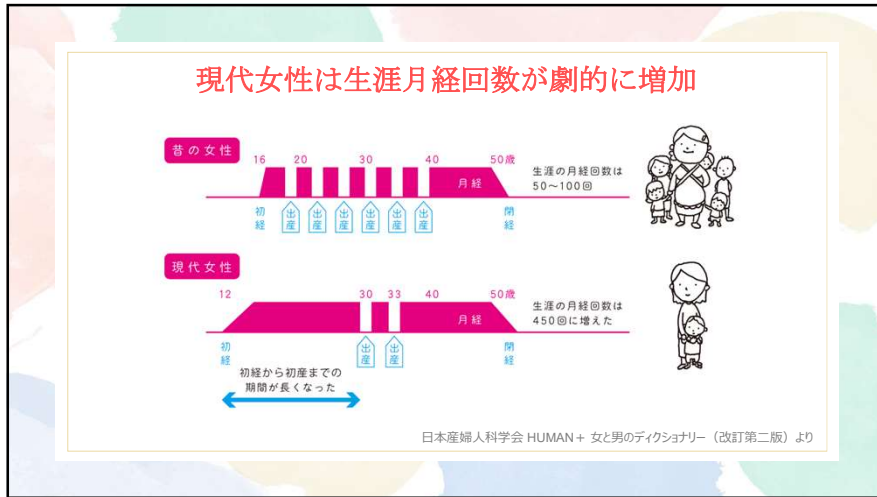 現代女性は生涯月経回数が劇的に増加
昔の女性
16 20 30 40 50歳
月経
生涯の月経回数は
50〜100回
初経
出産 出産 出産 出産 出産 出産
閉経
現代女性
12 30 33 40 50歳
月経
生涯の月経回数は
450回に増えた
初経
出産 出産
閉経
初経から初産までの
期間が長くなった
日本産婦人科学会 HUMAN+ 女と男のディクショナリー（改訂第二版）より